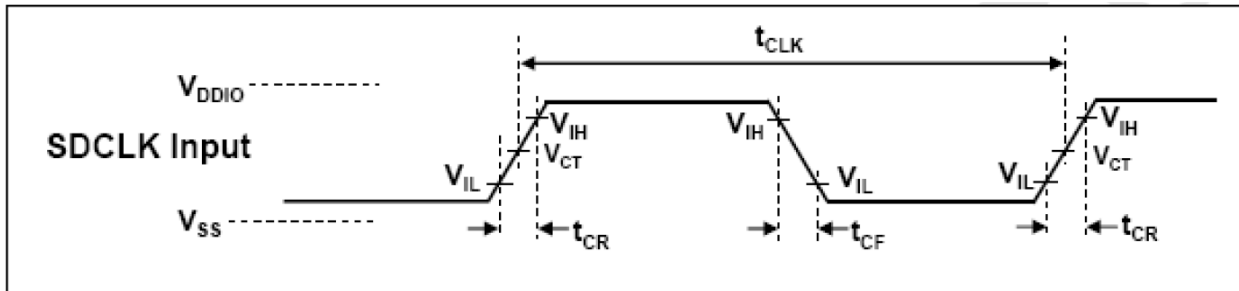 tCLK
VDDIO
SDCLK Input
VIH VIH VIH
VCT VCT
VIL VIL VIL
VSS
tCR tCF tCR